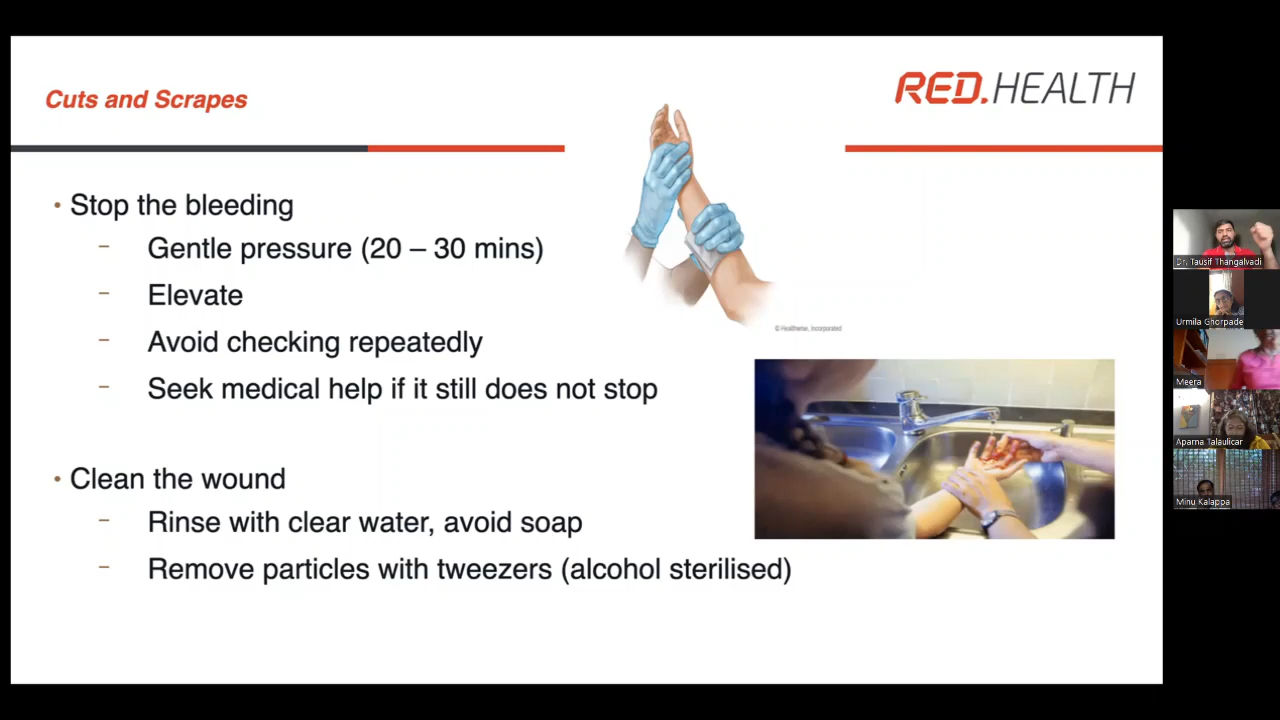 Cuts and Scrapes
RED.HEALTH
• Stop the bleeding
– Gentle pressure (20 – 30 mins)
– Elevate
– Avoid checking repeatedly
– Seek medical help if it still does not stop
© Healthwise, Incorporated
• Clean the wound
– Rinse with clear water, avoid soap
– Remove particles with tweezers (alcohol sterilised)
Dr. Tausif Thangalvadi
Urmila Ghorpade
Meera
Aparna Talaulicar
Minu Kalappa